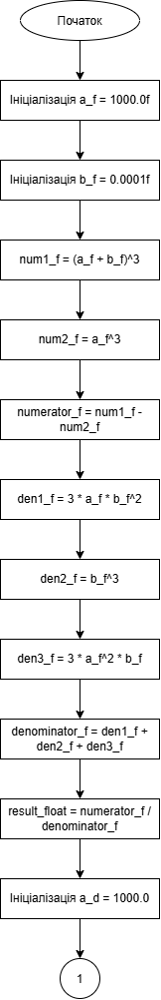 Початок
Ініціалізація a_f = 1000.0f
Ініціалізація b_f = 0.0001f
num1_f = (a_f + b_f)^3
num2_f = a_f^3
numerator_f = num1_f -
num2_f
den1_f = 3 * a_f * b_f^2
den2_f = b_f^3
den3_f = 3 * a_f^2 * b_f
denominator_f = den1_f +
den2_f + den3_f
result_float = numerator_f /
denominator_f
Ініціалізація a_d = 1000.0
1